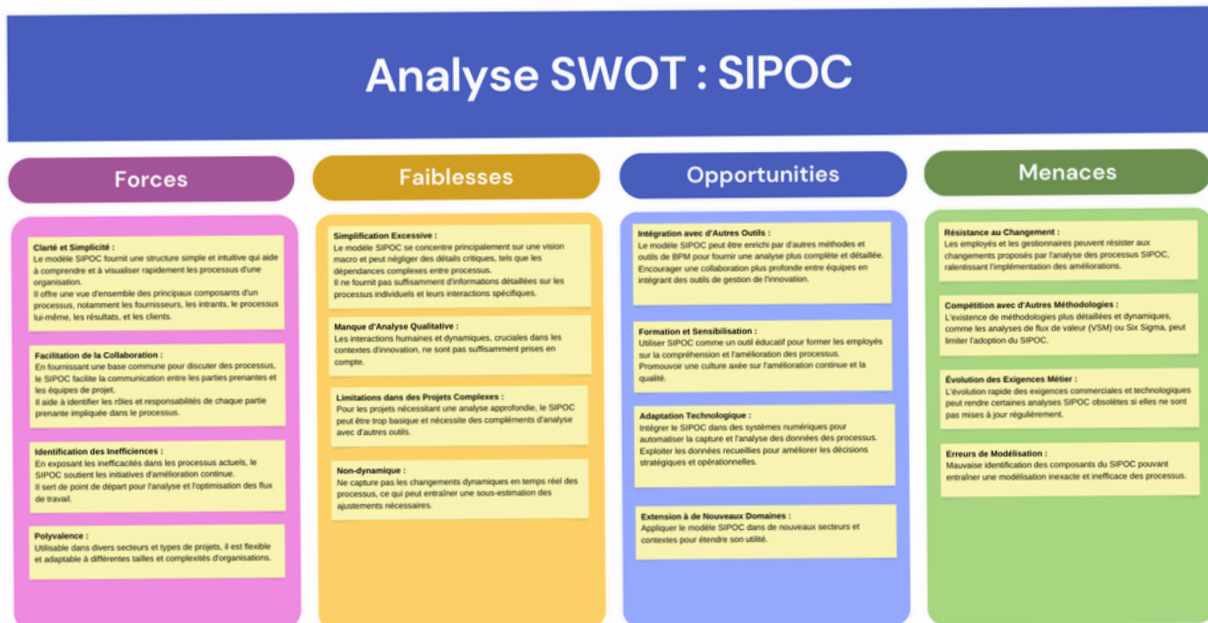 Analyse SWOT : SIPOC
Forces
Clarté et Simplicité :
Le modèle SIPOC fournit une structure simple et intuitive qui aide
à comprendre et à visualiser rapidement les processus d'une
organisation.
Il offre une vue d'ensemble des principaux composants d'un
processus, notamment les fournisseurs, les intrants, le processus
lui-même, les résultats, et les clients.
Facilitation de la Collaboration :
En fournissant une base commune pour discuter des processus,
le SIPOC facilite la communication entre les parties prenantes et
les équipes de projet.
Il aide à identifier les rôles et responsabilités de chaque partie
prenante impliquée dans le processus.
Identification des Inefficiences :
En exposant les inefficacités dans les processus actuels, le
SIPOC soutient les initiatives d'amélioration continue.
Il sert de point de départ pour l'analyse et l'optimisation des flux
de travail.
Polyvalence :
Utilisable dans divers secteurs et types de projets, il est flexible
et adaptable à différentes tailles et complexités d'organisations.
Faiblesses
Simplification Excessive :
Le modèle SIPOC se concentre principalement sur une vision
macro et peut négliger des détails critiques, tels que les
dépendances complexes entre processus.
Il ne fournit pas suffisamment d'informations détaillées sur les
processus individuels et leurs interactions spécifiques.
Manque d'Analyse Qualitative :
Les interactions humaines et dynamiques, cruciales dans les
contextes d'innovation, ne sont pas suffisamment prises en
compte.
Limitations dans des Projets Complexes :
Pour les projets nécessitant une analyse approfondie, le SIPOC
peut être trop basique et nécessite des compléments d'analyse
avec d'autres outils.
Non-dynamique :
Ne capture pas les changements dynamiques en temps réel des
processus, ce qui peut entraîner une sous-estimation des
ajustements nécessaires.
Opportunities
Intégration avec d'Autres Outils :
Le modèle SIPOC peut être enrichi par d'autres méthodes et
outils de BPM pour fournir une analyse plus complète et détaillée.
Encourager une collaboration plus profonde entre équipes en
intégrant des outils de gestion de l'innovation.
Formation et Sensibilisation :
Utiliser SIPOC comme un outil éducatif pour former les employés
sur la compréhension et l'amélioration des processus.
Promouvoir une culture axée sur l'amélioration continue et la
qualité.
Adaptation Technologique :
Intégrer le SIPOC dans des systèmes numériques pour
automatiser la capture et l'analyse des données des processus.
Exploiter les données recueillies pour améliorer les décisions
stratégiques et opérationnelles.
Extension à de Nouveaux Domaines :
Appliquer le modèle SIPOC dans de nouveaux secteurs et
contextes pour étendre son utilité.
Menaces
Résistance au Changement :
Les employés et les gestionnaires peuvent résister aux
changements proposés par l'analyse des processus SIPOC,
ralentissant l'implémentation des améliorations.
Compétition avec d'Autres Méthodologies :
L'existence de méthodologies plus détaillées et dynamiques,
comme les analyses de flux de valeur (VSM) ou Six Sigma, peut
limiter l'adoption du SIPOC.
Évolution des Exigences Métier :
L'évolution rapide des exigences commerciales et technologiques
peut rendre certaines analyses SIPOC obsolètes si elles ne sont
pas mises à jour régulièrement.
Erreurs de Modélisation :
Mauvaise identification des composants du SIPOC pouvant
entraîner une modélisation inexacte et inefficace des processus.